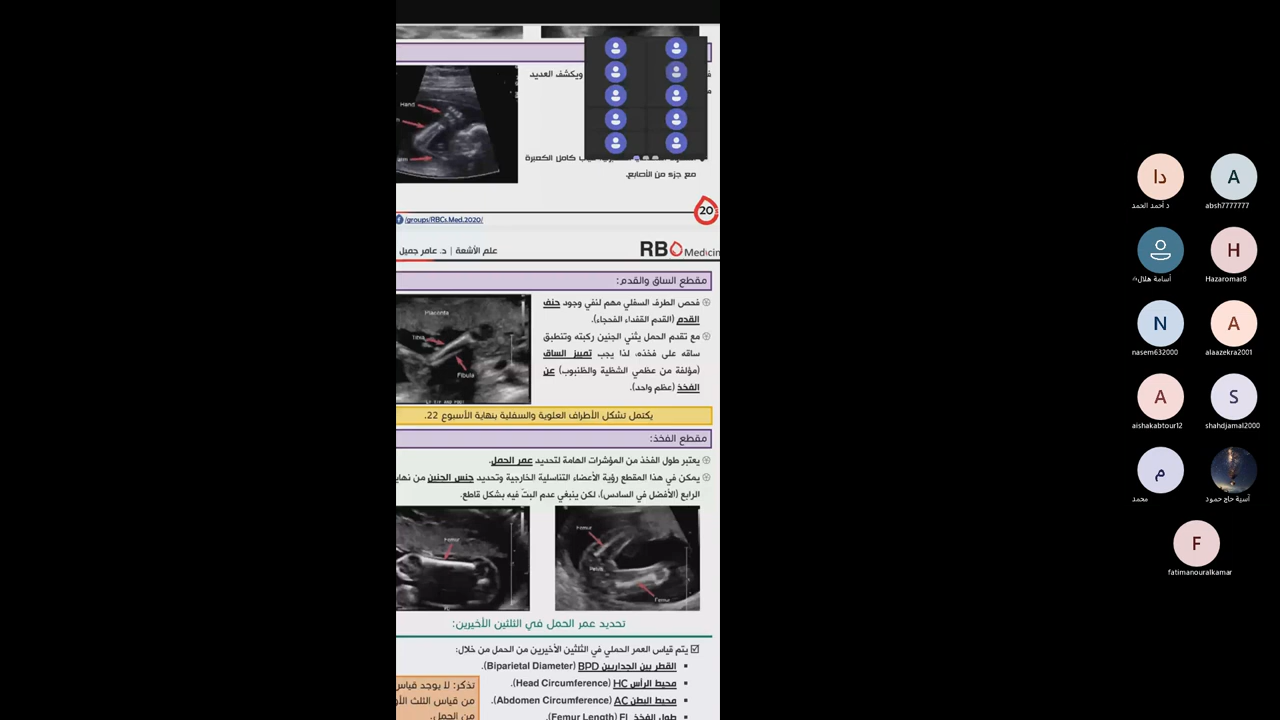 ويكشف العديد
Hand
كامل الكعبرة
مع جزء من الأصابع.
20
/groups/RBCs.Med.2020/
علم الأشعة | د. عامر جميل
RB Medicin
مقطع الساق والقدم:
فحص الطرف السفلي مهم لنفي وجود حنف
القدم (القدم القفداء الفحجاء).
مع تقدم الحمل يثني الجنين ركبته وتنطبق
ساقه على فخذه، لذا يجب تمييز الساق
(مؤلفة من عظمي الشظية والظنبوب) عن
الفخذ (عظم واحد).
Placenta
Tibia
Fibula
يكتمل تشكل الأطراف العلوية والسفلية بنهاية الأسبوع 22.
مقطع الفخذ:
يعتبر طول الفخذ من المؤشرات الهامة لتحديد عمر الحمل.
يمكن في هذا المقطع ر�ية الأعضاء التناسلية الخارجية وتحديد جنس الجنين من نهاي
الرابع (الأفضل في السادس)، لكن ينبغي عدم البتّ فيه بشكل قاطع.
Femur
Pelvis
Femur
Femur
تحديد عمر الحمل في الثلثين الأخيرين:
يتم قياس العمر الحملي في الثلثين الأخيرين من الحمل من خلال:
القطر بين الجداريين BPD (Biparietal Diameter).
محيط الرأس HC (Head Circumference).
محيط البطن AC (Abdomen Circumference).
طول الفخذ FL (Femur Length).
تذكر: لا يوجد قياس
من قياس الثلث الأو
من الحمل.
دا
د أحمد الحمد
A
absh7777777
أسامة هلال
H
Hazaromar8
N
nasem632000
A
alaazekra2001
A
aishakabtour12
S
shahdjamal2000
م
محمد
آسية حاج حمود
F
fatimanouralkamar